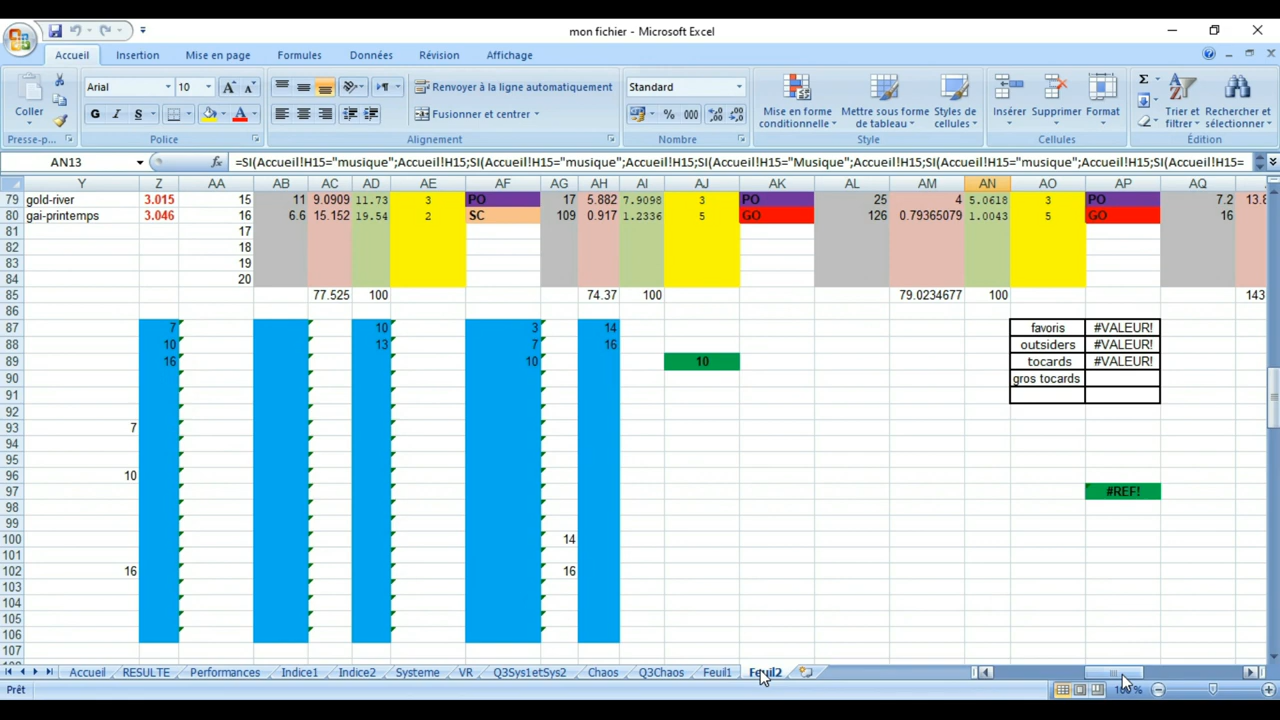 mon fichier - Microsoft Excel
Accueil Insertion Mise en page Formules Données Révision Affichage
Coller
Presse-p...
Arial 10
G I S
Police
Renvoyer à la ligne automatiquement
Fusionner et centrer
Alignement
Standard
% 000
Nombre
Mise en forme conditionnelle
Mettre sous forme de tableau
Styles de cellules
Style
Insérer Supprimer Format
Cellules
Trier et filtrer
Rechercher et sélectionner
Édition
AN13 fx =SI(Accueil!H15="musique";Accueil!H15;SI(Accueil!H15="musique";Accueil!H15;SI(Accueil!H15="Musique";Accueil!H15;SI(Accueil!H15="musique";Accueil!H15;SI(Accueil!H15=
Y Z AA AB AC AD AE AF AG AH AI AJ AK AL AM AN AO AP AQ
79 gold-river 3.015 15 11 9.0909 11.73 3 PO 17 5.882 7.9098 3 PO 25 4 5.0618 3 PO 7.2 13.8
80 gai-printemps 3.046 16 6.6 15.152 19.54 2 SC 109 0.917 1.2336 5 GO 126 0.79365079 1.0043 5 GO 16
81 17
82 18
83 19
84 20
85 77.525 100 74.37 100 79.0234677 100 143
86
87 7 10 3 14 favoris #VALEUR!
88 10 13 7 16 outsiders #VALEUR!
89 16 10 10 tocards #VALEUR!
90 gros tocards
91
92
93 7
94
95
96 10
97 #REF!
98
99
100 14
101
102 16 16
103
104
105
106
107
Accueil RESULTE Performances Indice1 Indice2 Systeme VR Q3Sys1etSys2 Chaos Q3Chaos Feuil1 Feuil2
Prêt